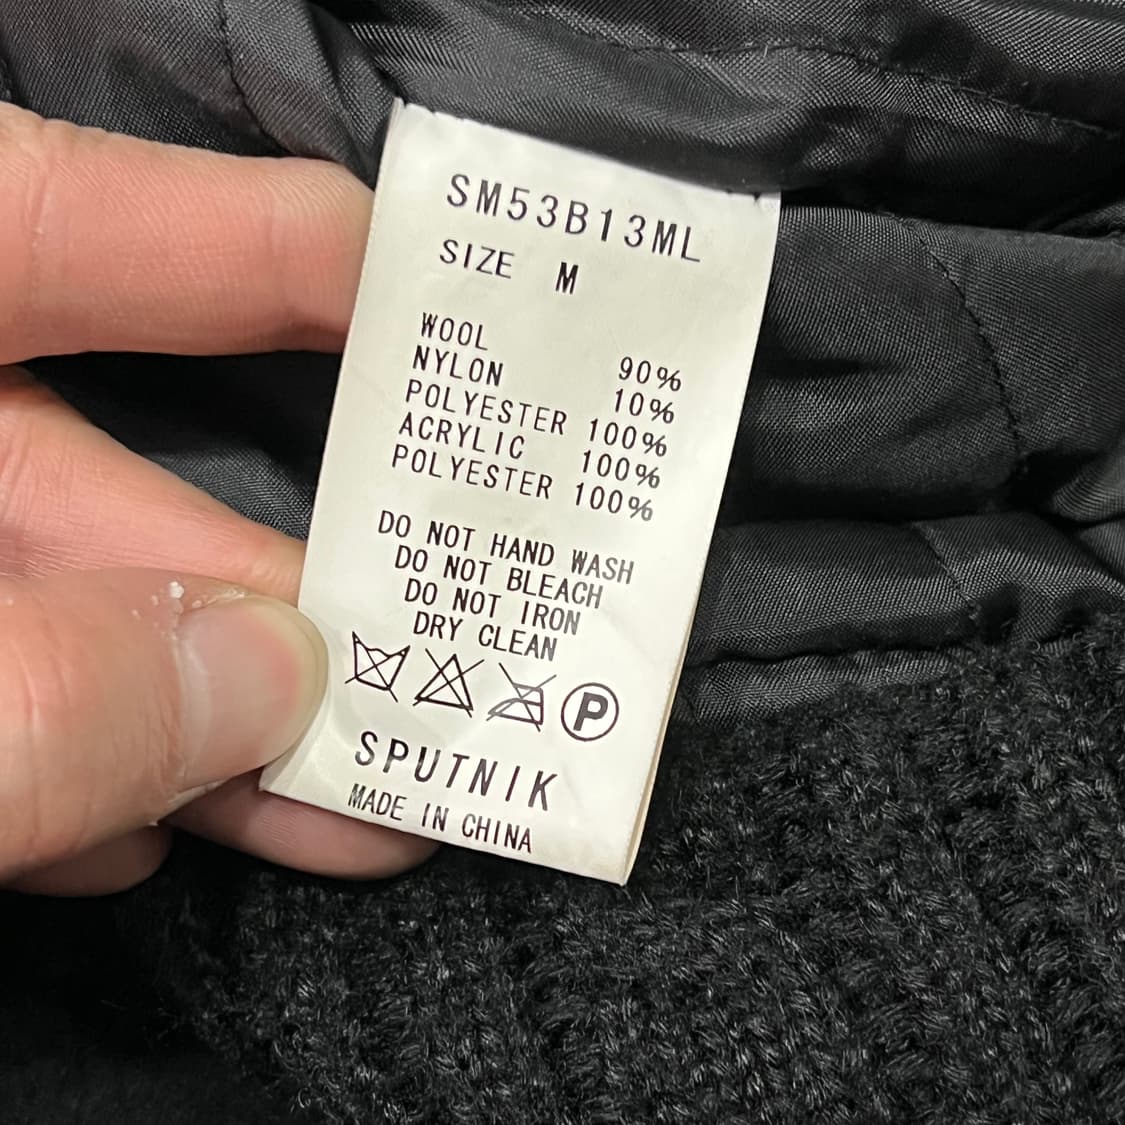 SM53B13ML
SIZE M
WOOL 90%
NYLON 10%
POLYESTER 100%
ACRYLIC 100%
POLYESTER 100%
DO NOT HAND WASH
DO NOT BLEACH
DO NOT IRON
DRY CLEAN
P
SPUTNIK
MADE IN CHINA